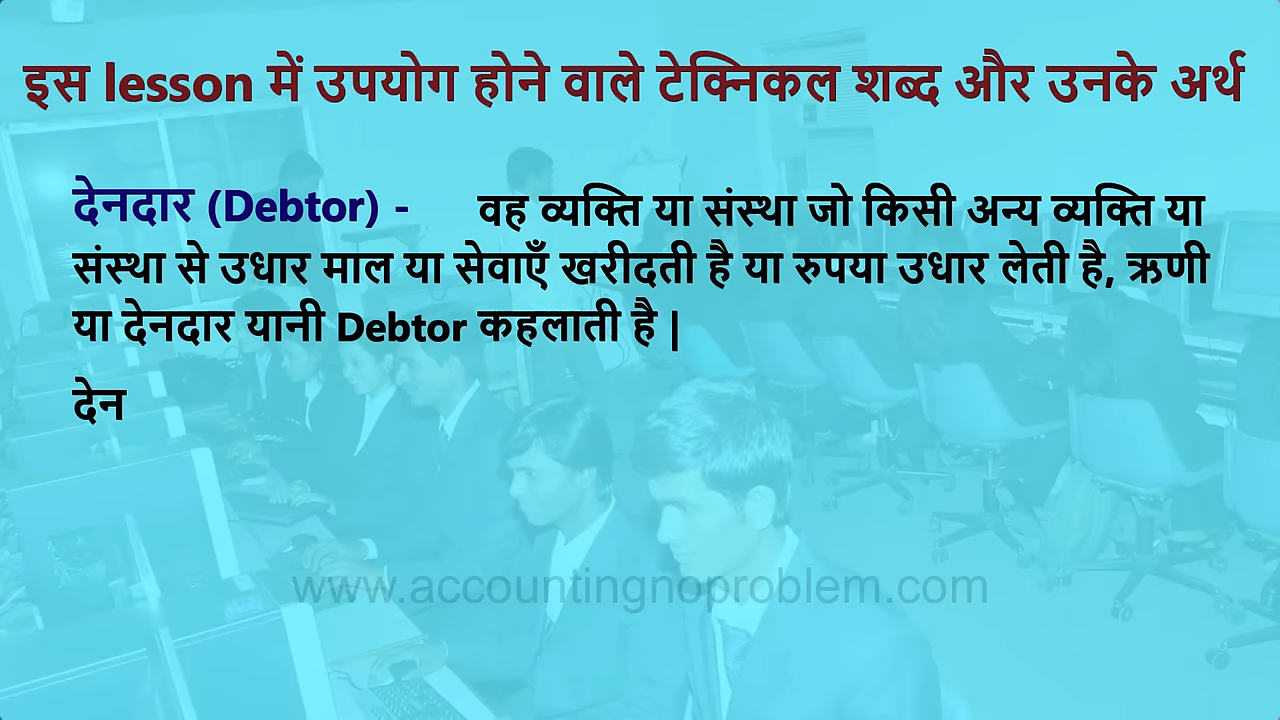 इस lesson में उपयोग होने वाले टेक्निकल शब्द और उनके अर्थ
देनदार (Debtor) - वह व्यक्ति या संस्था जो किसी अन्य व्यक्ति या
संस्था से उधार माल या सेवाएँ खरीदती है या रुपया उधार लेती है, ऋणी
या देनदार यानी Debtor कहलाती है |
देन
www.accountingnoproblem.com